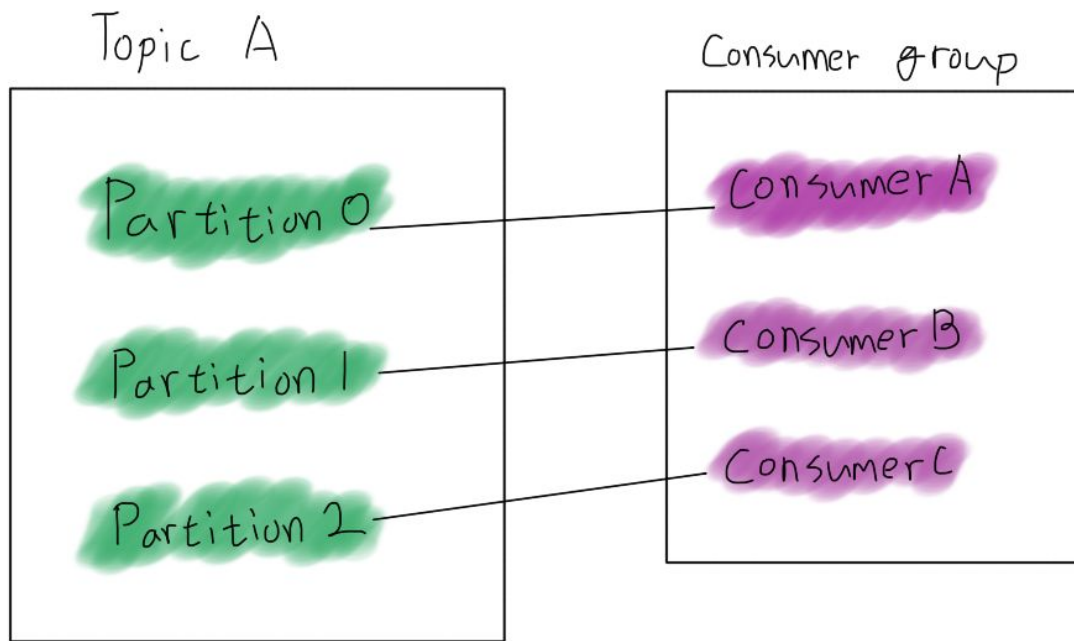 Topic A
Consumer group
Partition 0
Consumer A
Partition 1
Consumer B
Partition 2
Consumer C